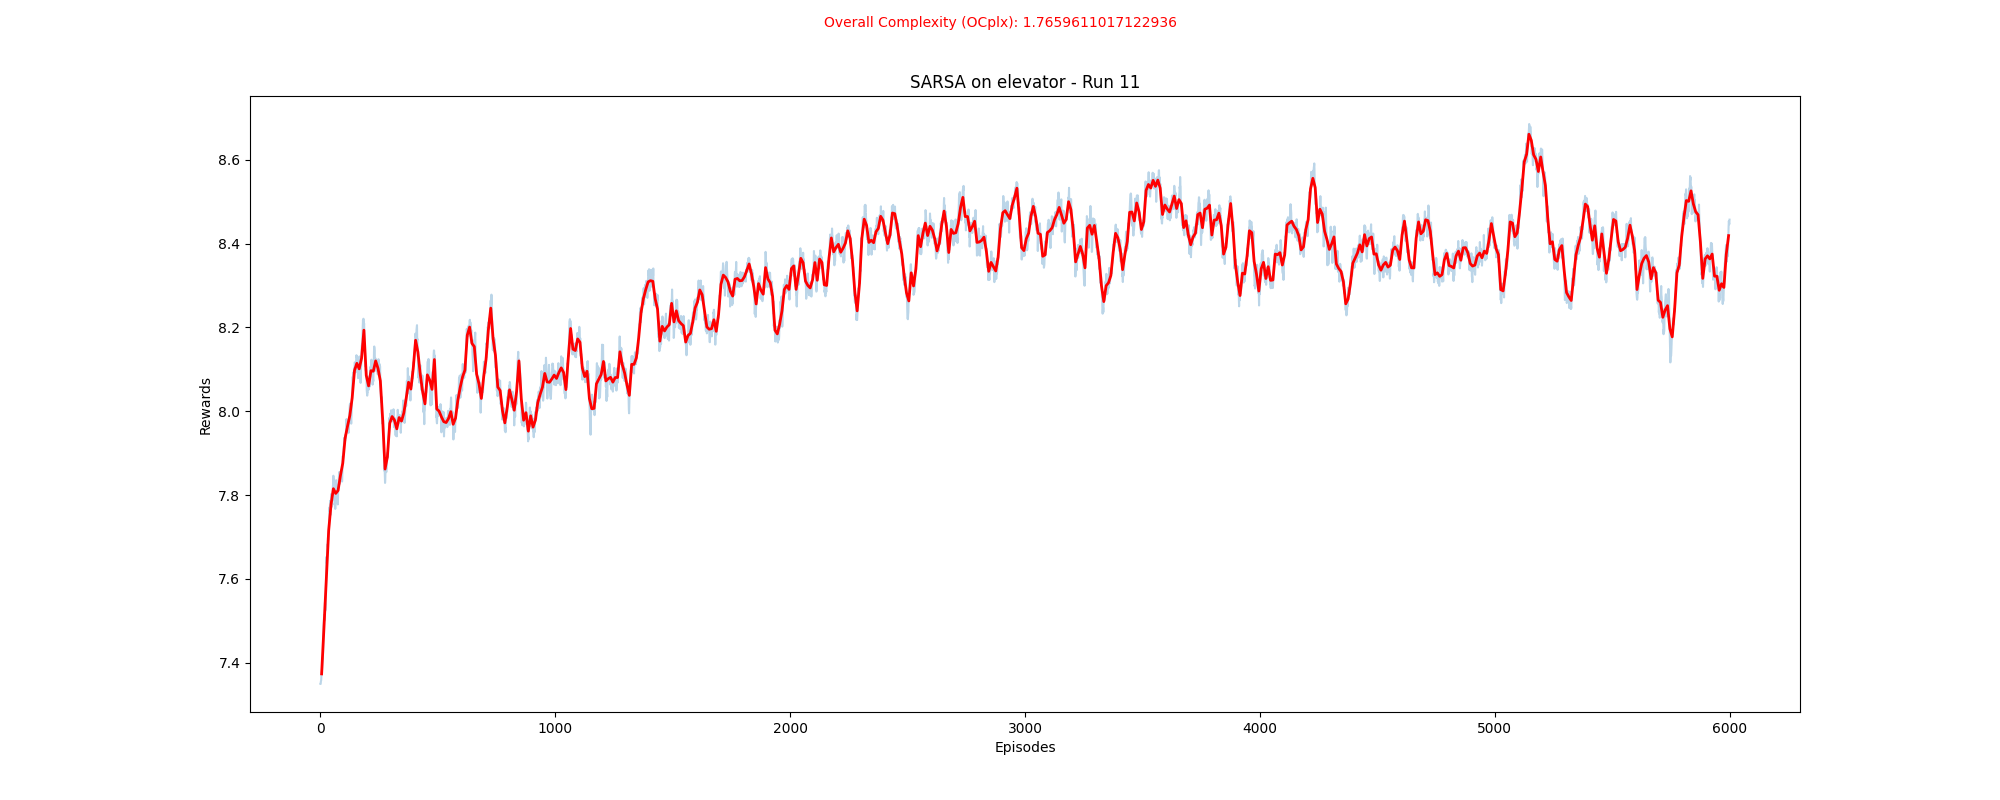 Overall Complexity (OCplx): 1.7659611017122936
SARSA on elevator - Run 11
Rewards
8.6
8.4
8.2
8.0
7.8
7.6
7.4
0 1000 2000 3000 4000 5000 6000
Episodes